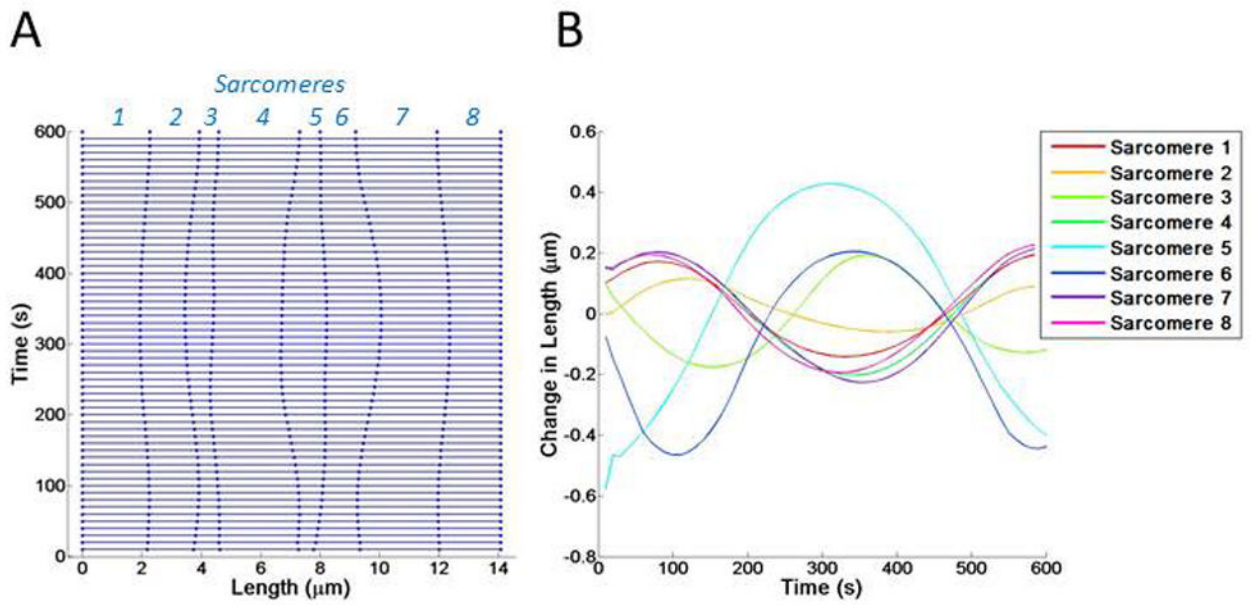 A
B
Sarcomeres
1 2 3 4 5 6 7 8
600
500
400
300
200
100
0
Time (s)
0 2 4 6 8 10 12 14
Length (μm)
0.6
0.4
0.2
0
-0.2
-0.4
-0.6
-0.8
Change in Length (μm)
0 100 200 300 400 500 600
Time (s)
Sarcomere 1
Sarcomere 2
Sarcomere 3
Sarcomere 4
Sarcomere 5
Sarcomere 6
Sarcomere 7
Sarcomere 8